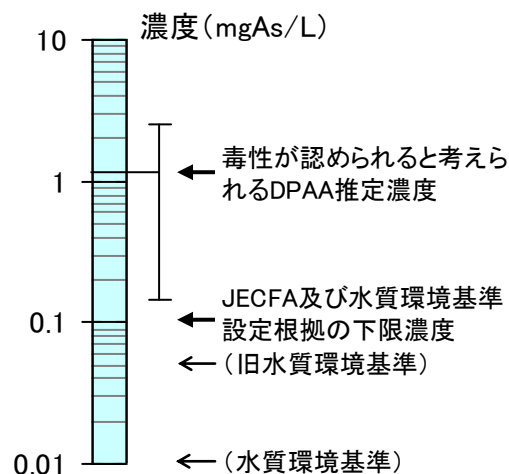 濃度(mgAs/L)
10
毒性が認められると考えら
れるDPAA推定濃度
1
JECFA及び水質環境基準
設定根拠の下限濃度
0.1
(旧水質環境基準)
0.01
(水質環境基準)